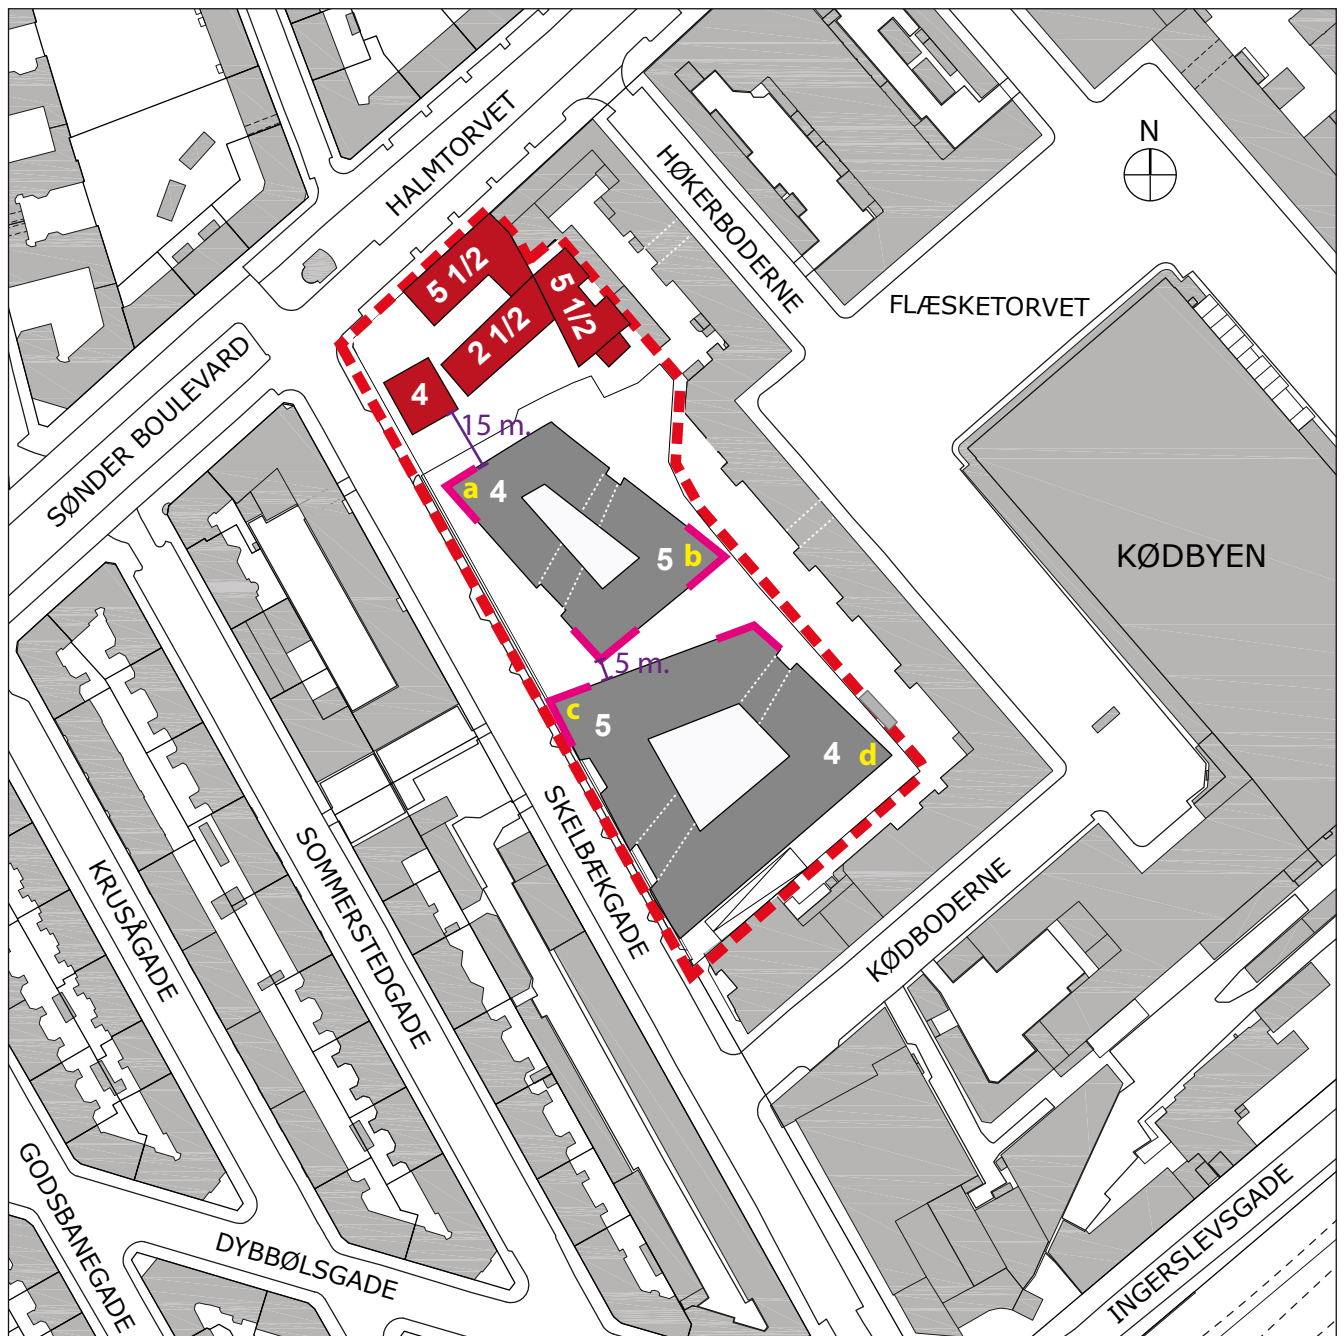 HALMTORVET
N
HØKERBODERNE
5 1/2
5 1/2
FLÆSKETORVET
2 1/2
SØNDER BOULEVARD
4
15 m.
a 4
5 b
KØDBYEN
5 m.
c
5
4 d
SKELBÆKGADE
SOMMERSTEDGADE
KRUSÅGADE
KØDBODERNE
GODSBANEGADE
DYBBØLSGADE
INGERSLEVSGADE